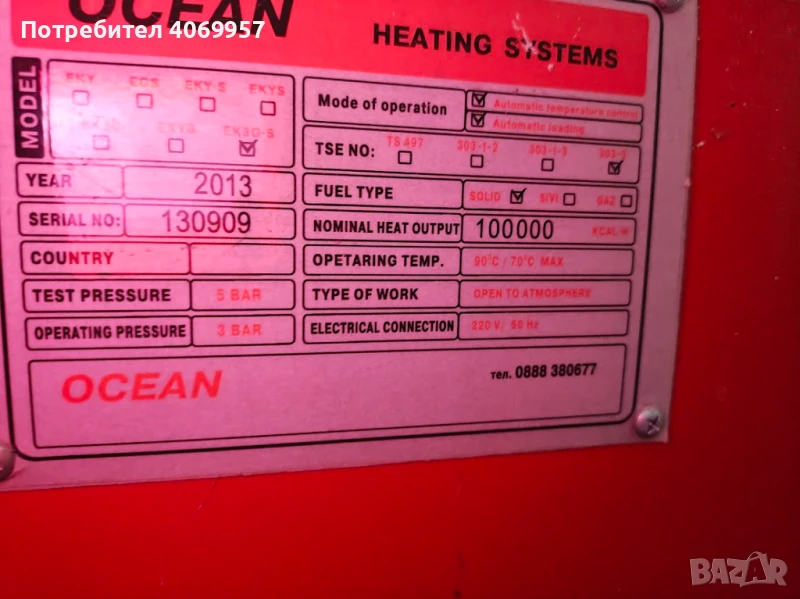 OCEAN
Потребител 4069957
HEATING SYSTEMS
MODEL
EKY EGS EKY-S EKYS
EKY3 EK3G-S
Mode of operation
Automatic temperature control
Automatic loading
TSE NO: TS 497 303-1-2 303-1-3 303-5
YEAR 2013
FUEL TYPE SOLID SIVI GAZ
SERIAL NO: 130909
NOMINAL HEAT OUTPUT 100000 KCAL/H
COUNTRY
OPETARING TEMP. 90°C / 70°C MAX
TEST PRESSURE 5 BAR
TYPE OF WORK OPEN TO ATMOSPHERE
OPERATING PRESSURE 3 BAR
ELECTRICAL CONNECTION 220 V, 50 Hz
OCEAN
тел. 0888 380677
BAZAR